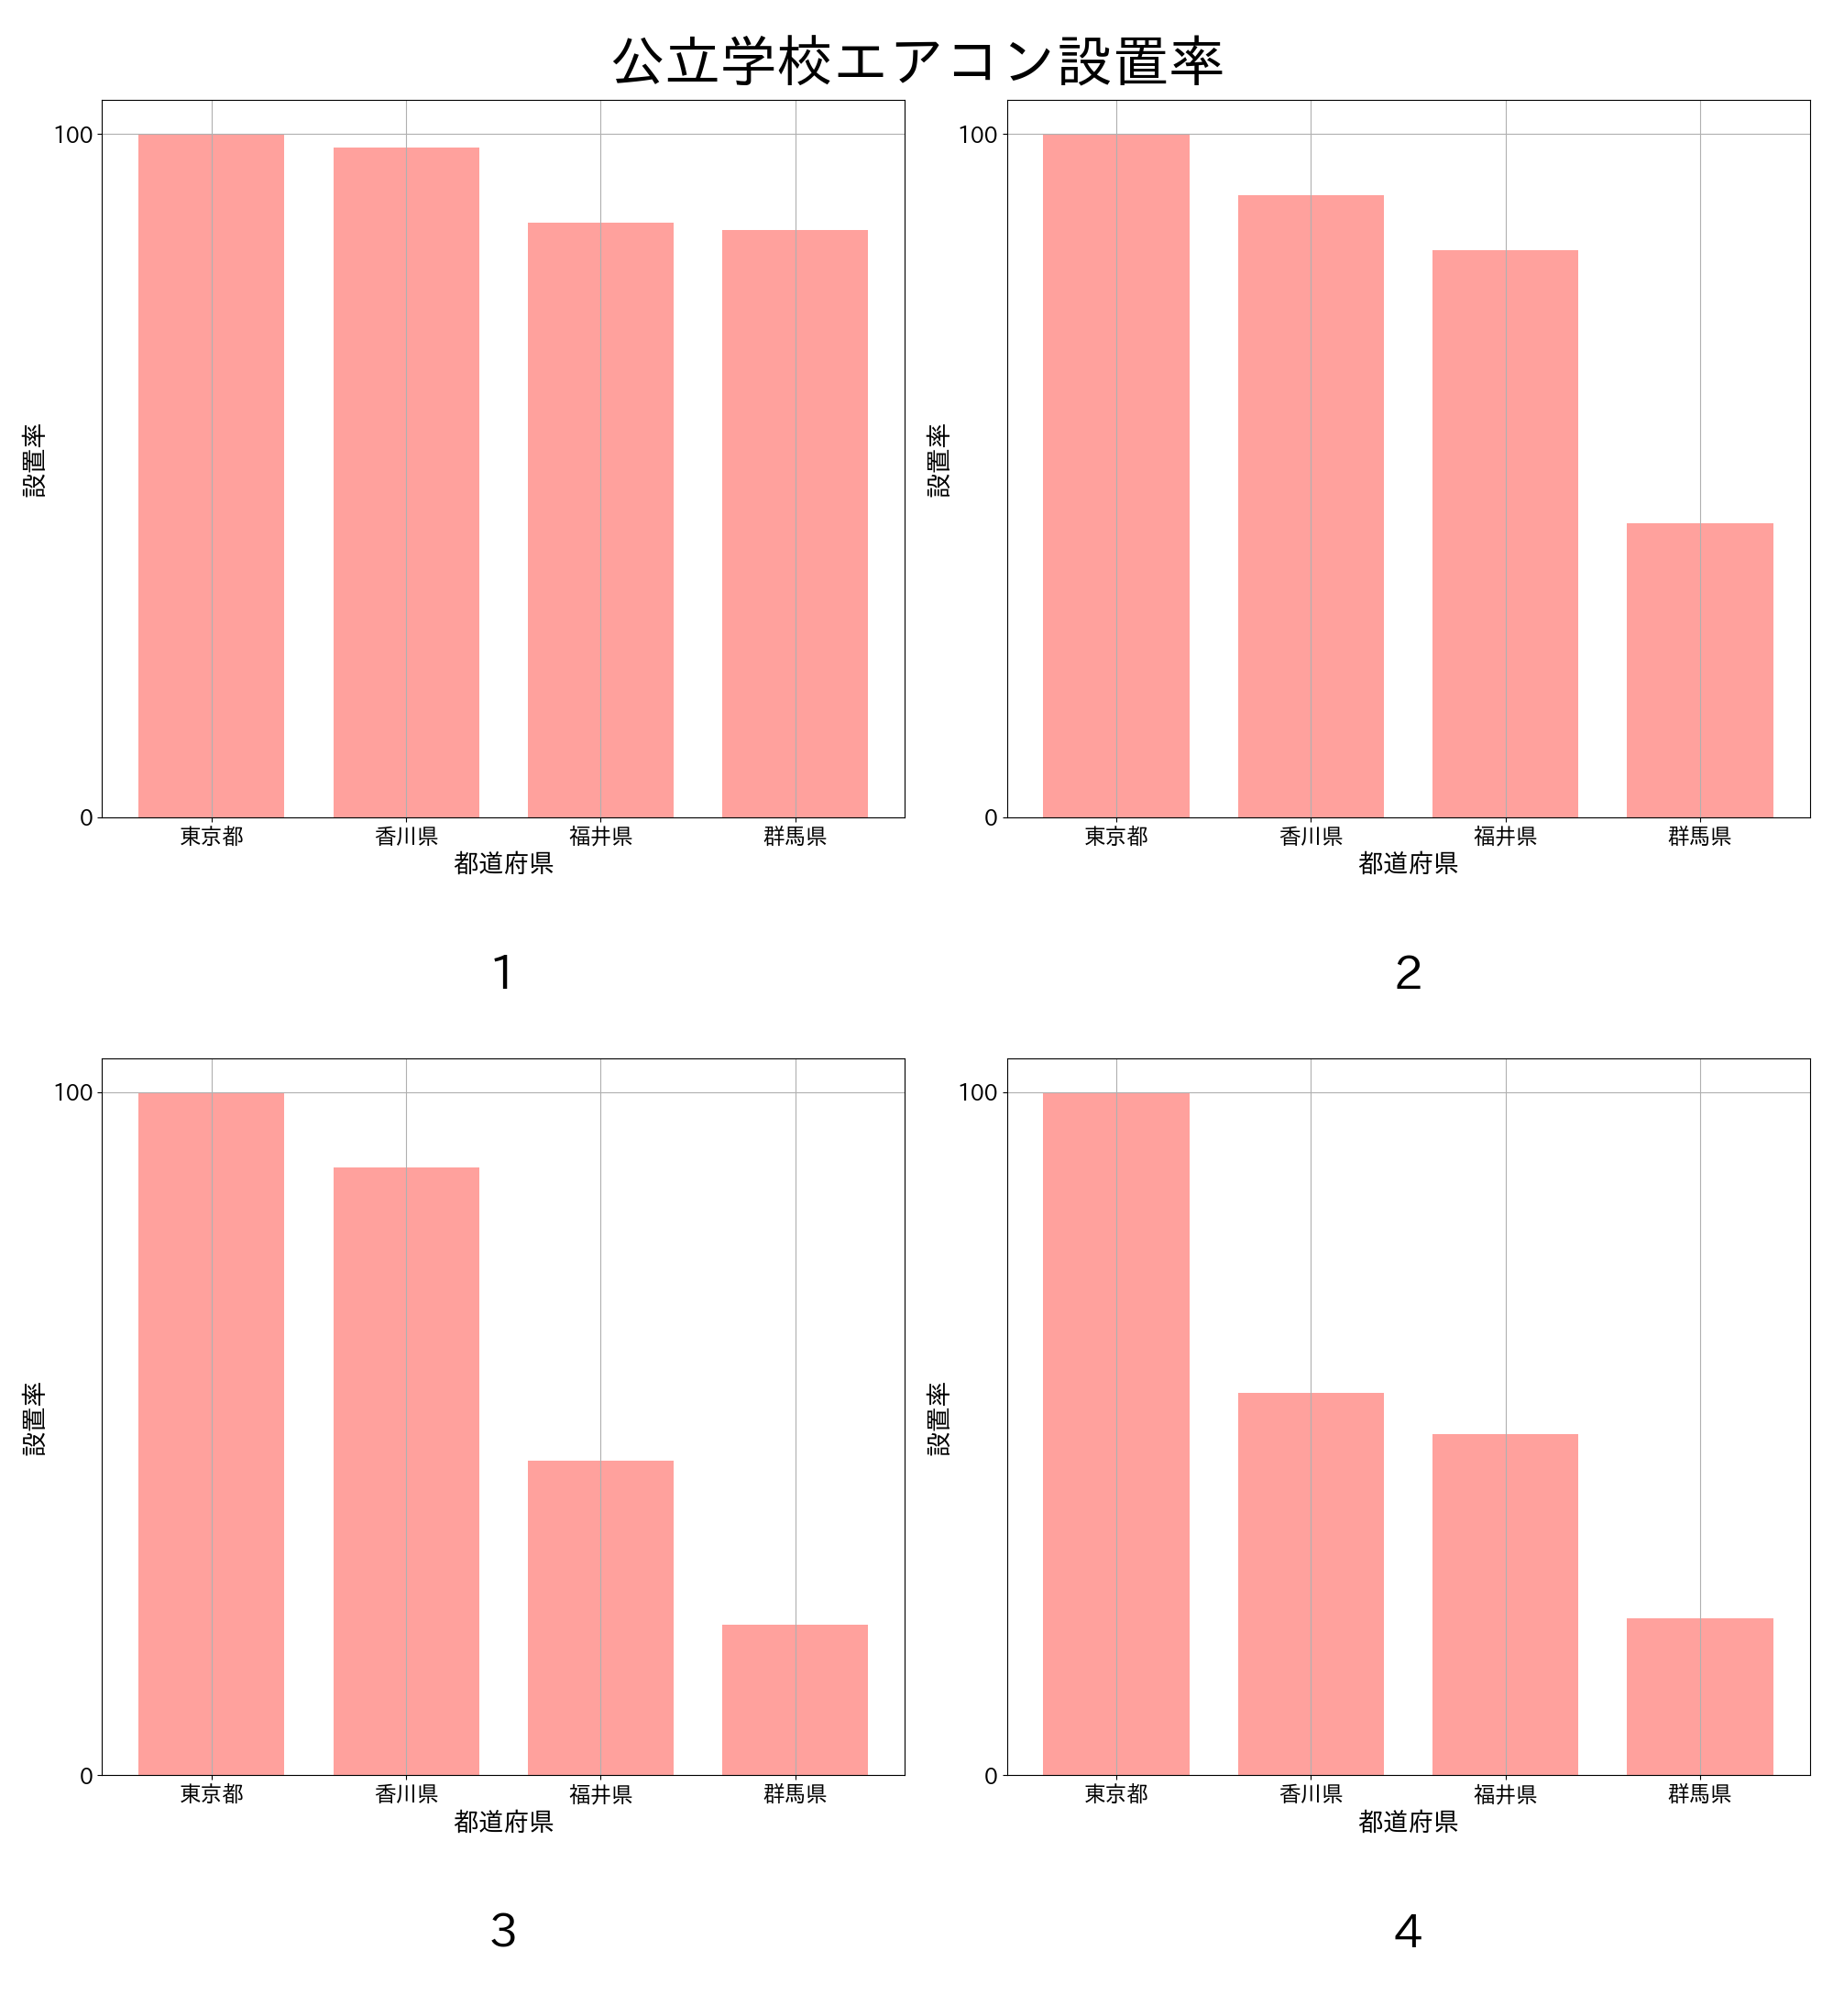 公立学校エアコン設置率
100
0
設置率
東京都 香川県 福井県 群馬県
都道府県
1
100
0
設置率
東京都 香川県 福井県 群馬県
都道府県
2
100
0
設置率
東京都 香川県 福井県 群馬県
都道府県
3
100
0
設置率
東京都 香川県 福井県 群馬県
都道府県
4